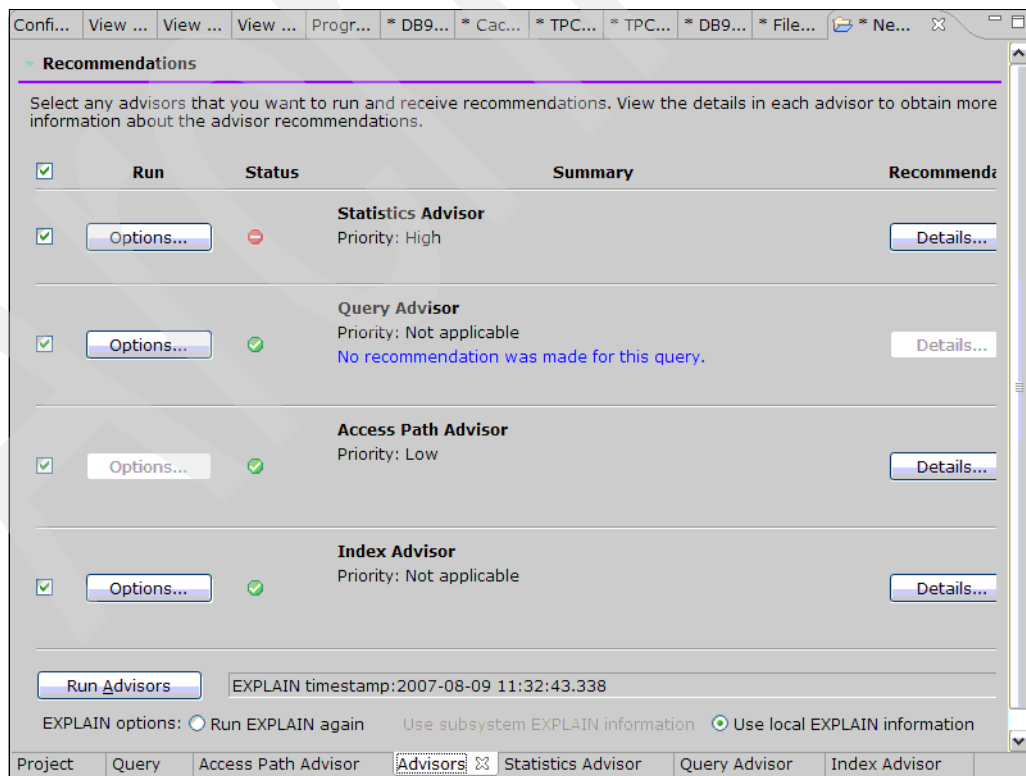 Confi... View ... View ... View ... Progr... * DB9... * Cac... * TPC... * TPC... * DB9... * File... * Ne...
Recommendations
Select any advisors that you want to run and receive recommendations. View the details in each advisor to obtain more
information about the advisor recommendations.
Run Status Summary Recommenda
Statistics Advisor
Options... Priority: High Details...
Query Advisor
Priority: Not applicable
Options... Details...
No recommendation was made for this query.
Access Path Advisor
Priority: Low
Options... Details...
Index Advisor
Priority: Not applicable
Options... Details...
Run Advisors EXPLAIN timestamp:2007-08-09 11:32:43.338
EXPLAIN options: Run EXPLAIN again Use subsystem EXPLAIN information Use local EXPLAIN information
Project Query Access Path Advisor Advisors Statistics Advisor Query Advisor Index Advisor